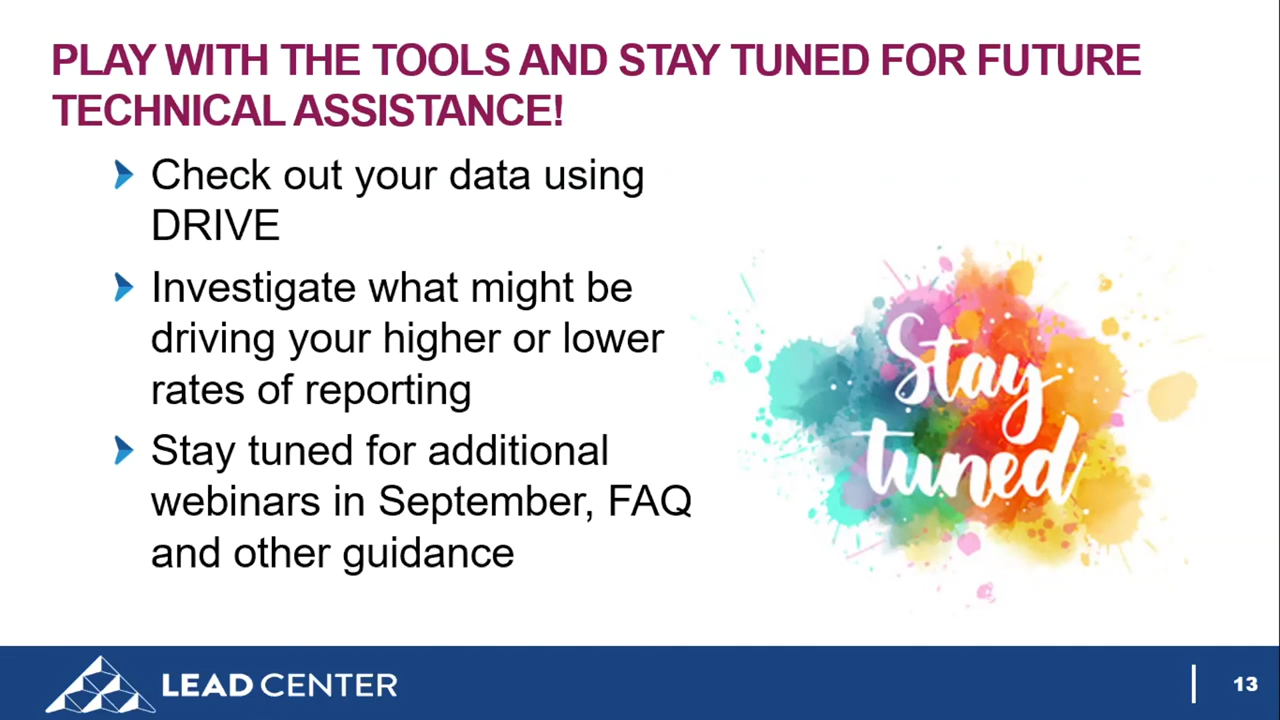 PLAY WITH THE TOOLS AND STAY TUNED FOR FUTURE
TECHNICAL ASSISTANCE!
Check out your data using
DRIVE
Investigate what might be
driving your higher or lower
rates of reporting
Stay tuned for additional
webinars in September, FAQ
and other guidance
Stay
tuned
LEAD CENTER
13